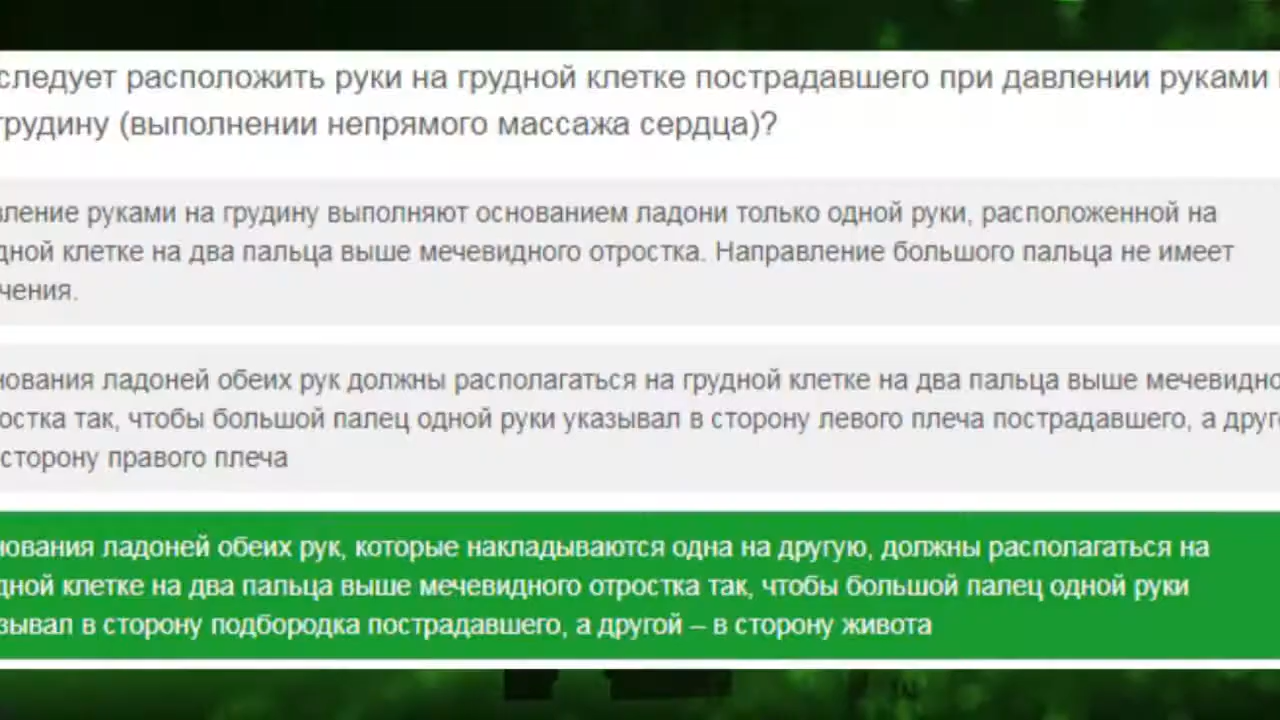 следует расположить руки на грудной клетке пострадавшего при давлении руками
грудину (выполнении непрямого массажа сердца)?
вление руками на грудину выполняют основанием ладони только одной руки, расположенной на
дной клетке на два пальца выше мечевидного отростка. Направление большого пальца не имеет
чения.
нования ладоней обеих рук должны располагаться на грудной клетке на два пальца выше мечевидно
остка так, чтобы большой палец одной руки указывал в сторону левого плеча пострадавшего, а друг
сторону правого плеча
нования ладоней обеих рук, которые накладываются одна на другую, должны располагаться на
дной клетке на два пальца выше мечевидного отростка так, чтобы большой палец одной руки
зывал в сторону подбородка пострадавшего, а другой – в сторону живота